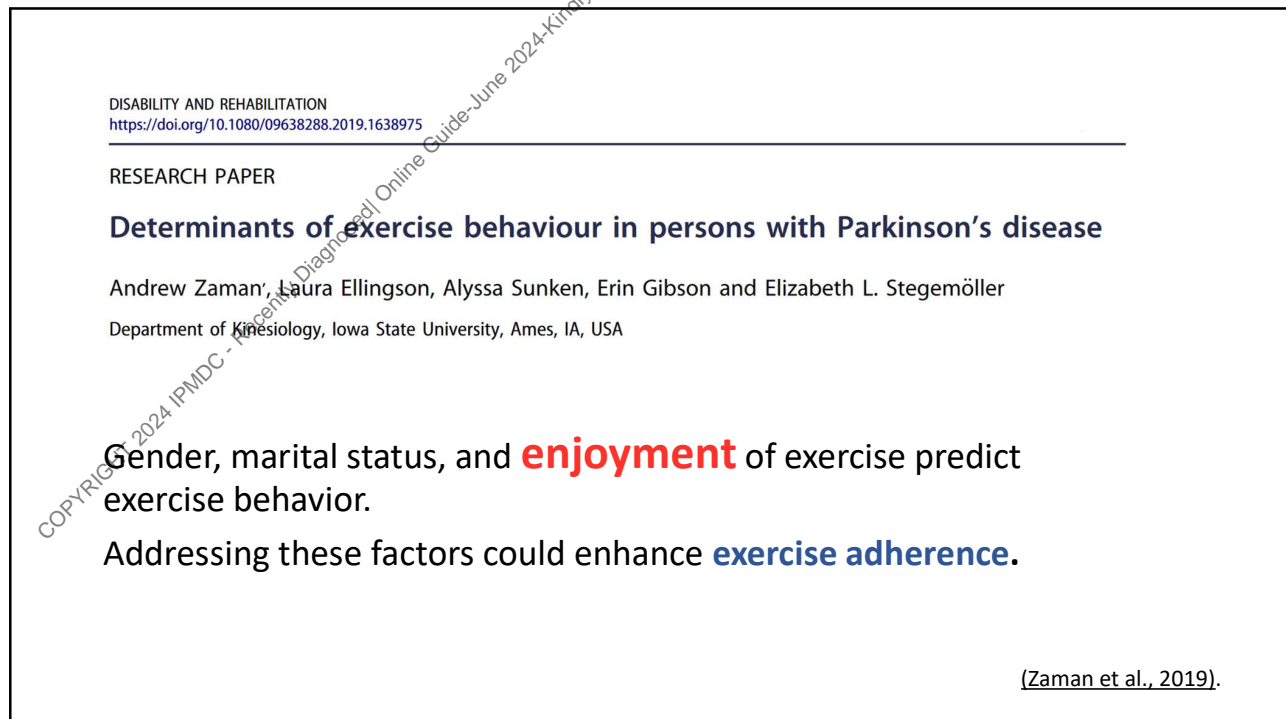 DISABILITY AND REHABILITATION
https://doi.org/10.1080/09638288.2019.1638975
RESEARCH PAPER
Determinants of exercise behaviour in persons with Parkinson's disease
Andrew Zaman, Laura Ellingson, Alyssa Sunken, Erin Gibson and Elizabeth L. Stegemöller
Department of Kinesiology, Iowa State University, Ames, IA, USA
Gender, marital status, and enjoyment of exercise predict
exercise behavior.
Addressing these factors could enhance exercise adherence.
(Zaman et al., 2019).
COPYRIGHT 2024 IPMDC - Recently Diagnosed| Online Guide-June 2024-